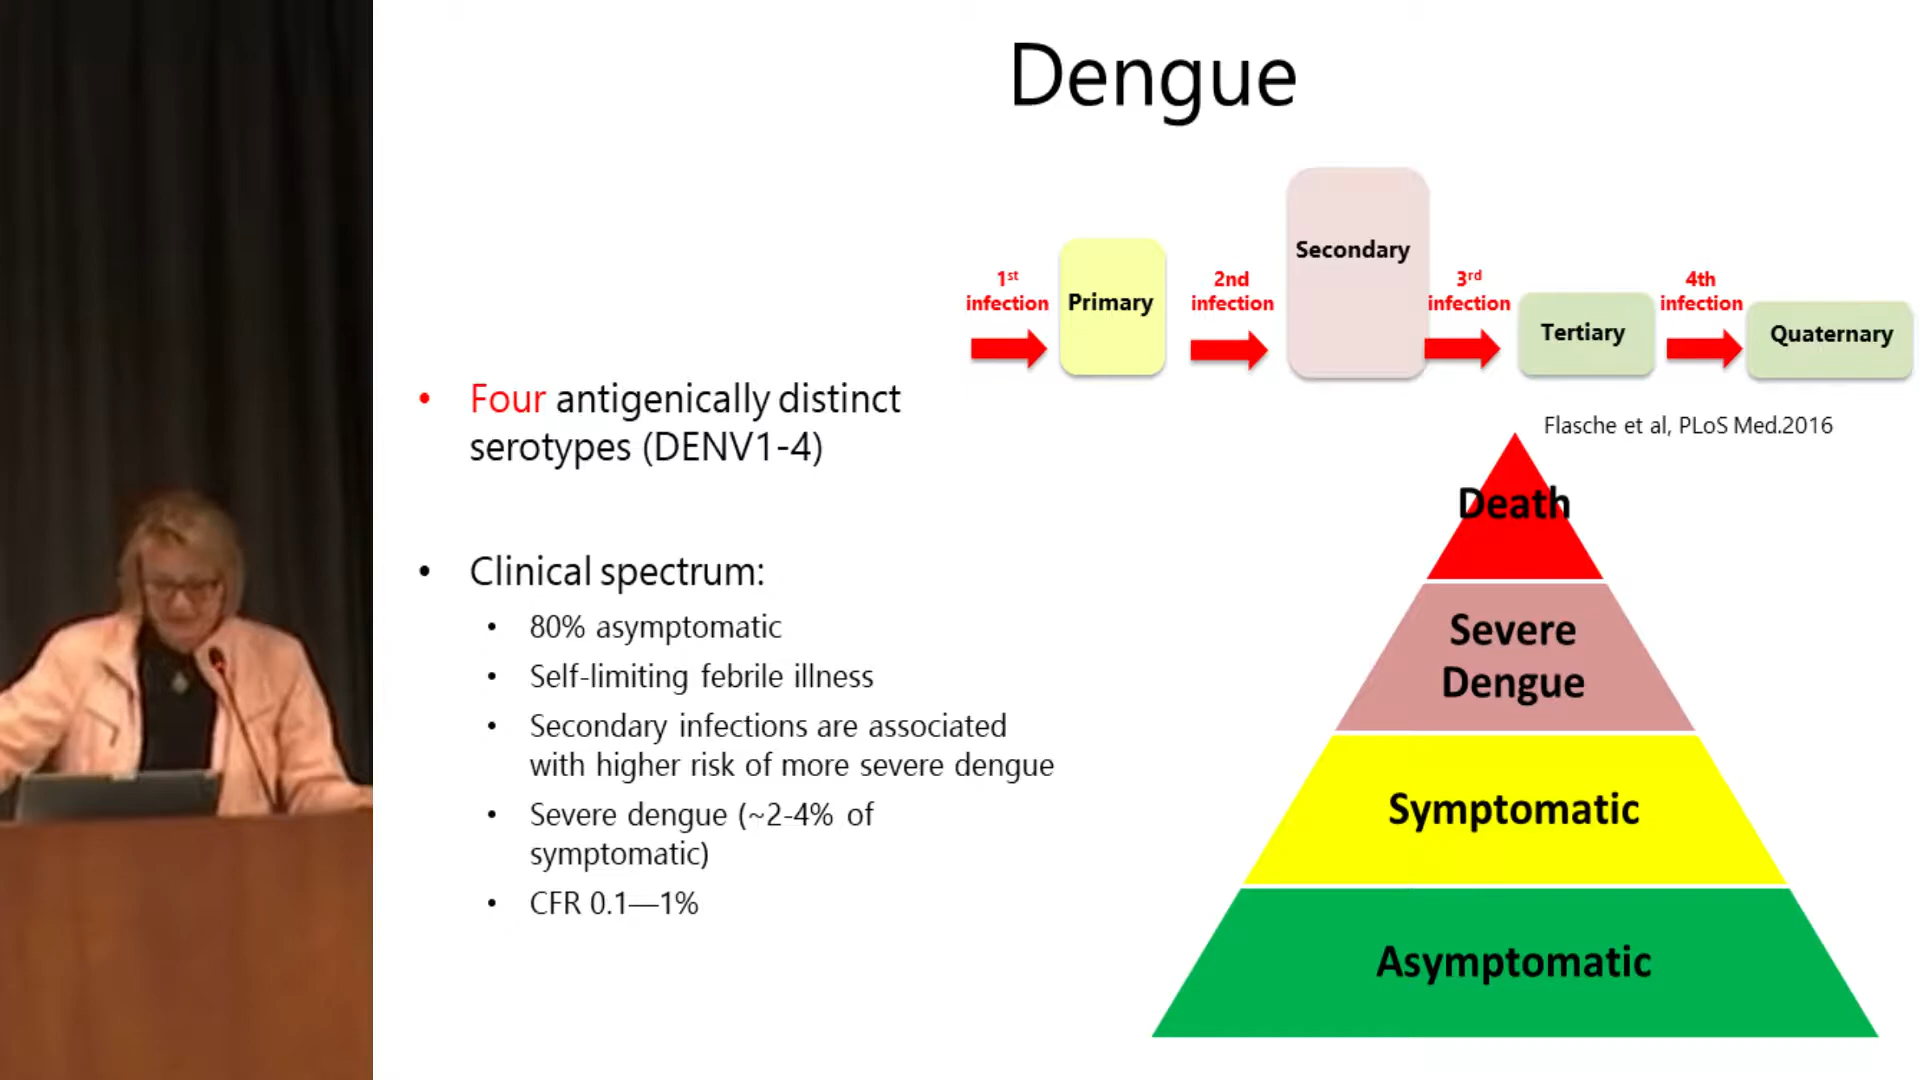 Dengue
1st
infection
Primary
2nd
infection
Secondary
3rd
infection
Tertiary
4th
infection
Quaternary
Flasche et al, PLoS Med.2016
• Four antigenically distinct
serotypes (DENV1-4)
• Clinical spectrum:
• 80% asymptomatic
• Self-limiting febrile illness
• Secondary infections are associated
with higher risk of more severe dengue
• Severe dengue (~2-4% of
symptomatic)
• CFR 0.1—1%
Death
Severe
Dengue
Symptomatic
Asymptomatic